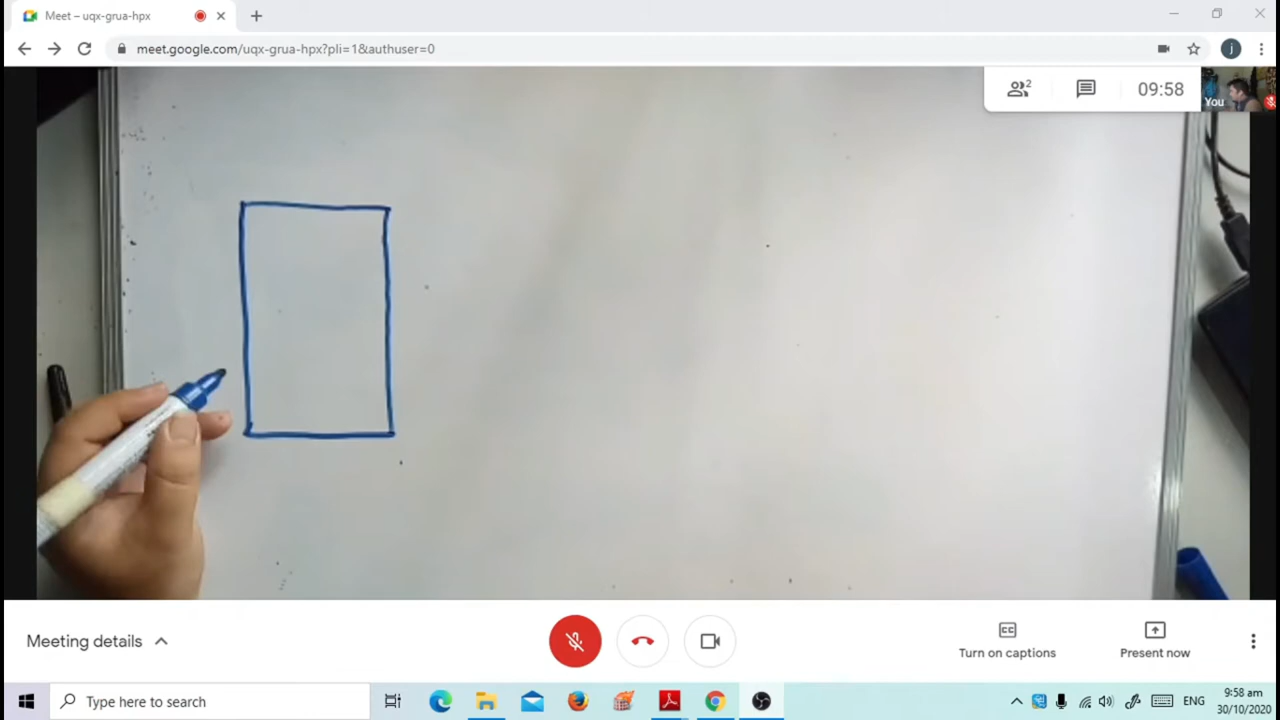 Meet – uqx-grua-hpx
meet.google.com/uqx-grua-hpx?pli=1&authuser=0
j
2
09:58
You
Meeting details
CC
Turn on captions
Present now
Type here to search
ENG
9:58 am
30/10/2020